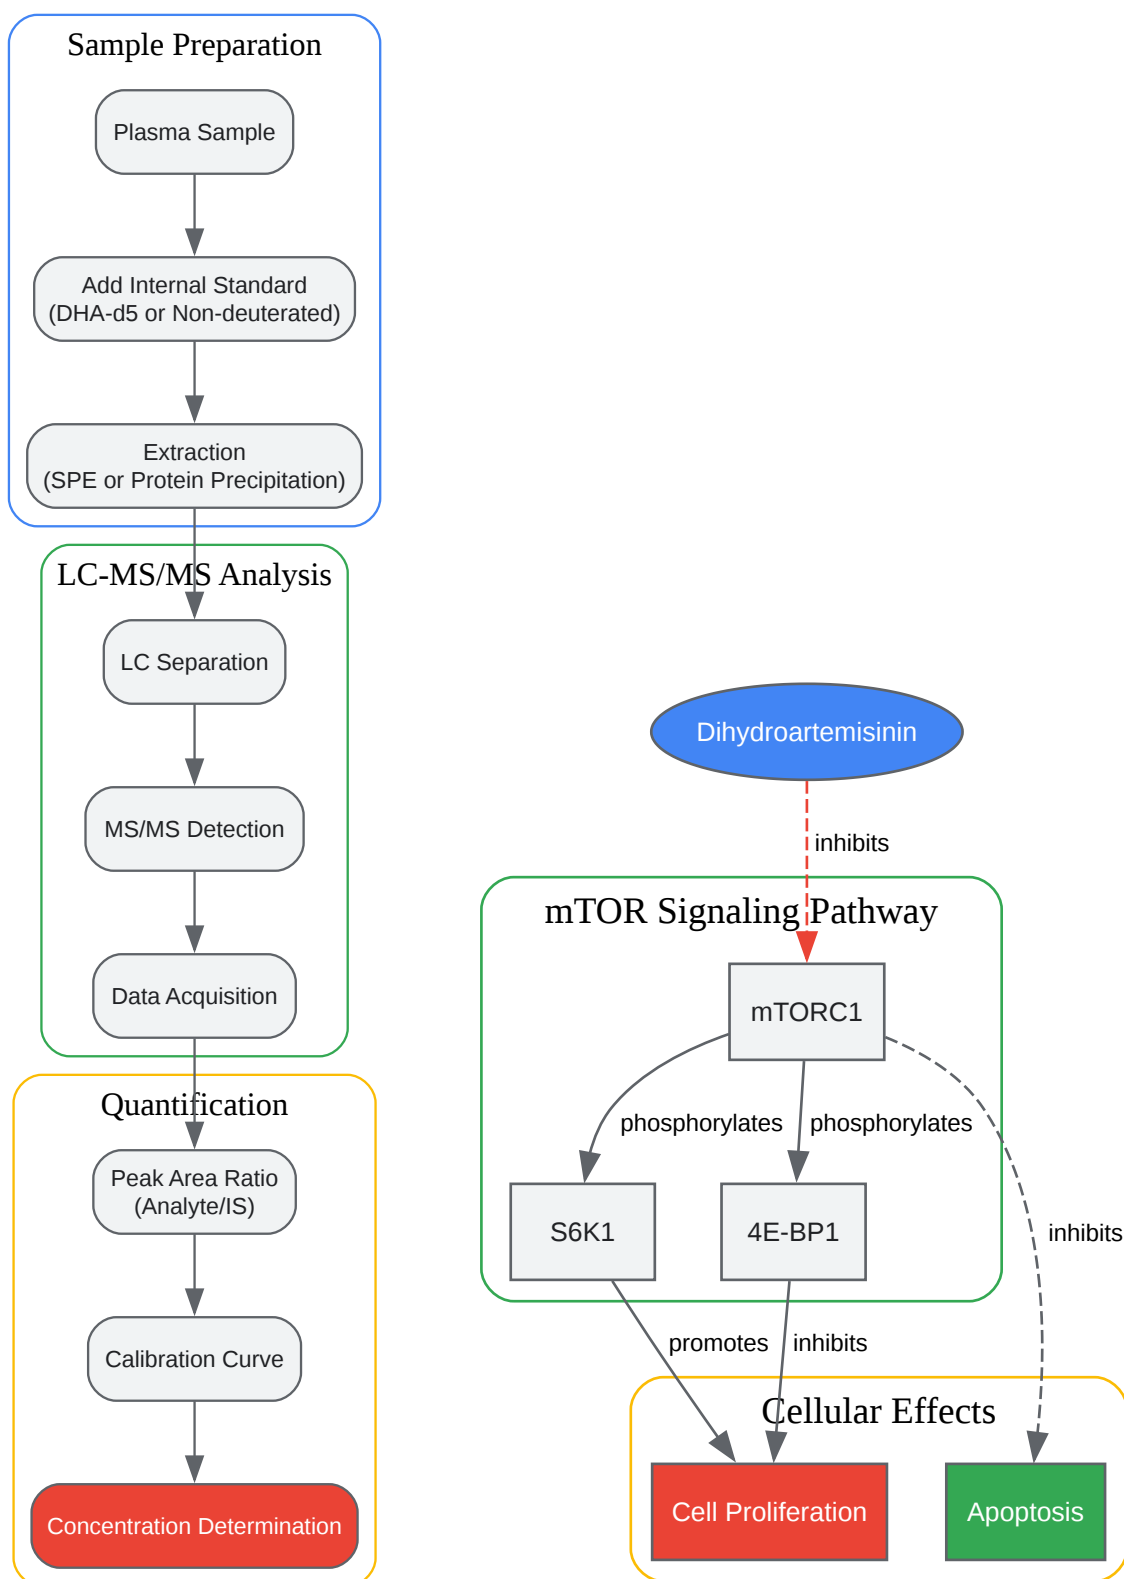 Sample Preparation
Plasma Sample
Add Internal Standard
(DHA-d5 or Non-deuterated)
Extraction
(SPE or Protein Precipitation)
LC-MS/MS Analysis
LC Separation
MS/MS Detection
Data Acquisition
Quantification
Peak Area Ratio
(Analyte/IS)
Calibration Curve
Concentration Determination
Dihydroartemisinin
inhibits
mTOR Signaling Pathway
mTORC1
phosphorylates
phosphorylates
S6K1
4E-BP1
inhibits
promotes
inhibits
Cellular Effects
Cell Proliferation
Apoptosis